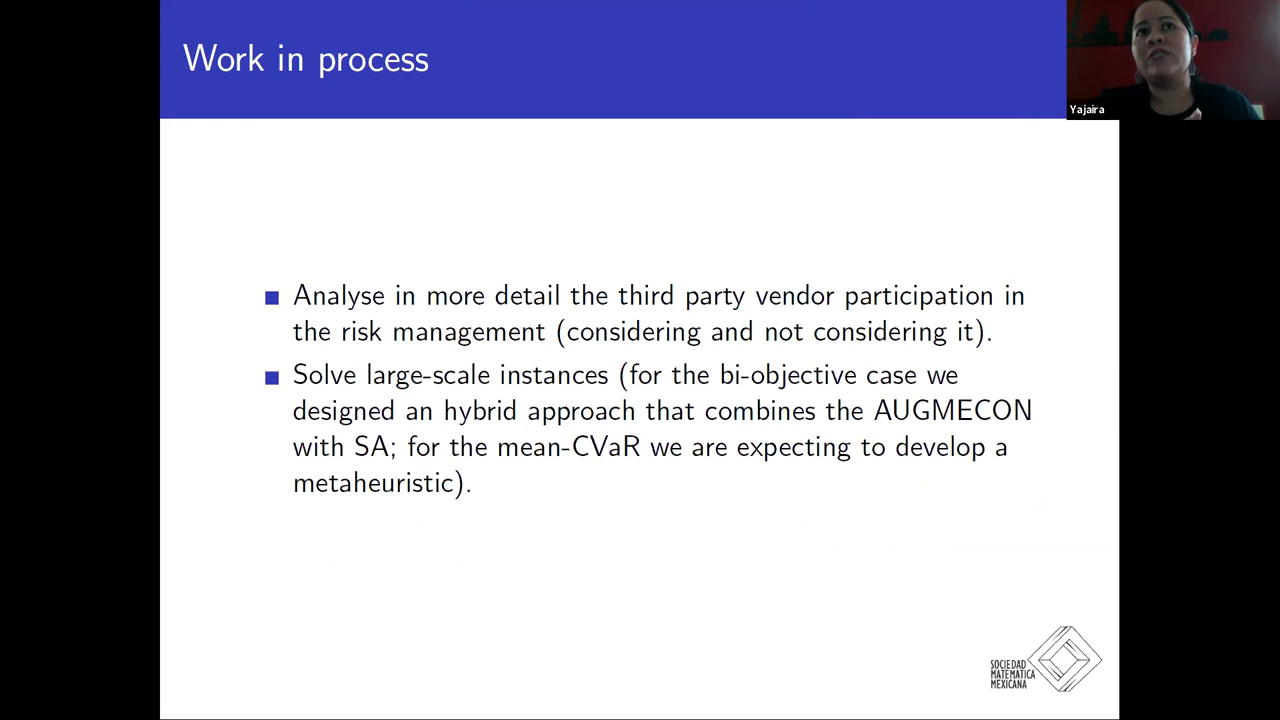 Work in process
Yajaira
Analyse in more detail the third party vendor participation in
the risk management (considering and not considering it).
Solve large-scale instances (for the bi-objective case we
designed an hybrid approach that combines the AUGMECON
with SA; for the mean-CVaR we are expecting to develop a
metaheuristic).
SOCIEDAD
MATEMATICA
MEXICANA